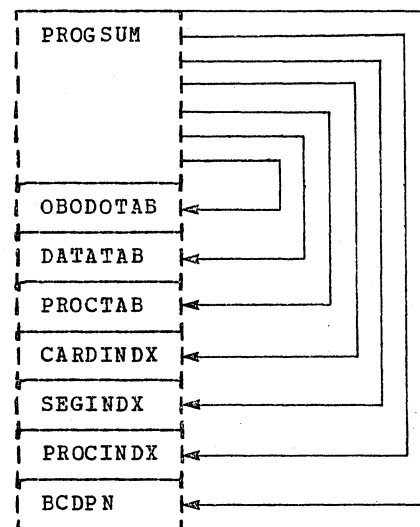 PROGSUM
OBODOTAB
DATATAB
PROCTAB
CARDINDX
SEGINDX
PROCINDX
BCDPN